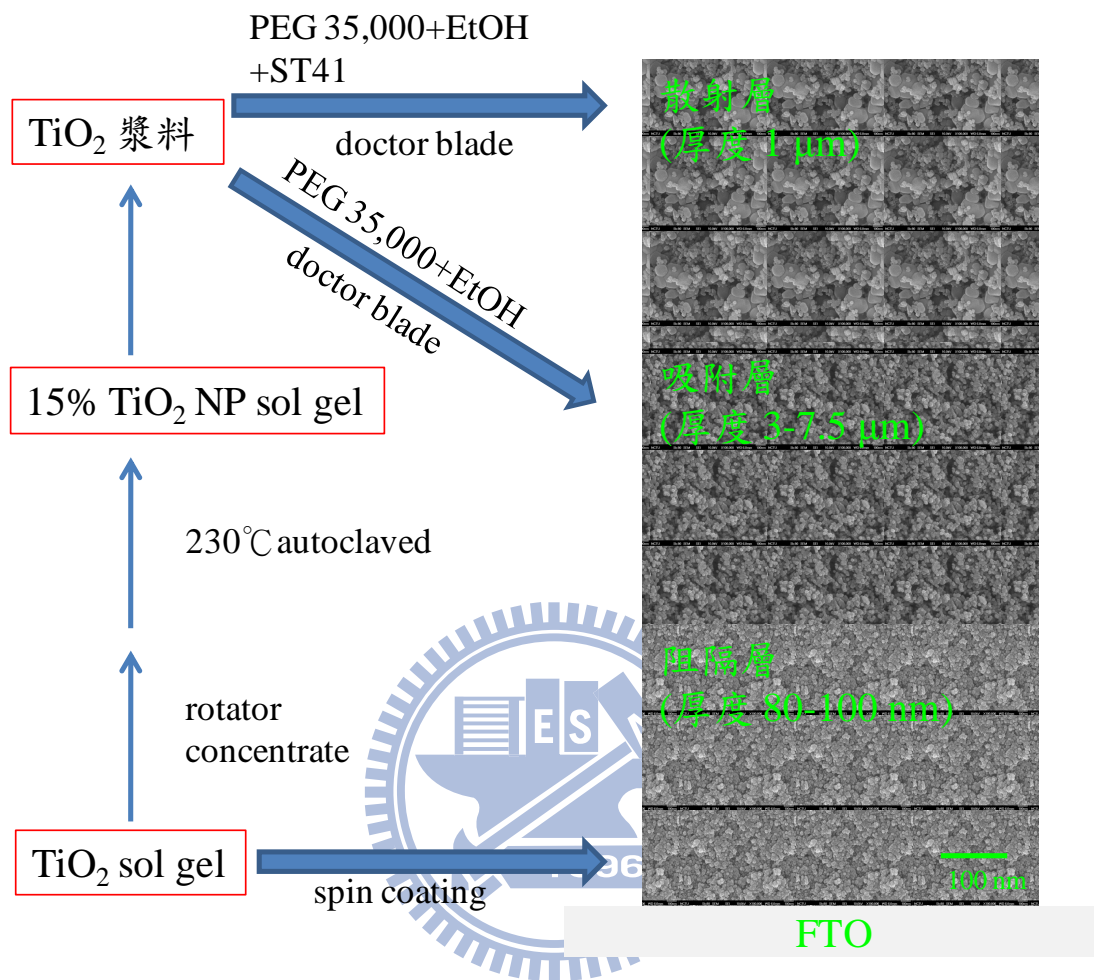 PEG 35,000+EtOH
+ST41
doctor blade
TiO₂ 漿料
PEG 35,000+EtOH
doctor blade
散射層
(厚度 1 μm)
15% TiO₂ NP sol gel
吸附層
(厚度 3-7.5 μm)
230℃ autoclaved
rotator
concentrate
阻隔層
(厚度 80-100 nm)
TiO₂ sol gel
spin coating
ES
100 nm
FTO